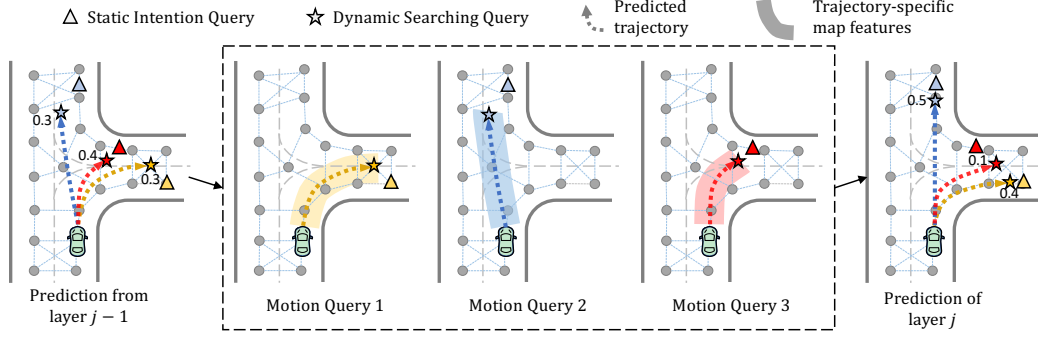 Static Intention Query
Dynamic Searching Query
Predicted
trajectory
Trajectory-specific
map features
0.3
0.4
0.3
0.5
0.1
0.4
Prediction from
layer j − 1
Motion Query 1
Motion Query 2
Motion Query 3
Prediction of
layer j